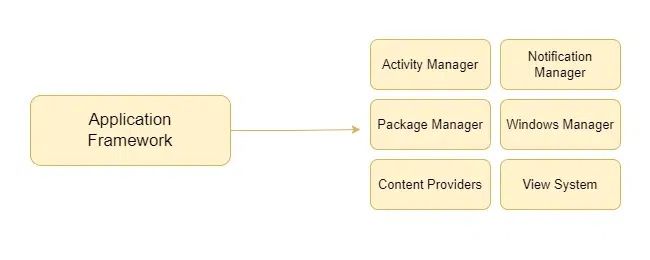 Application
Framework
Activity Manager
Notification
Manager
Package Manager
Windows Manager
Content Providers
View System